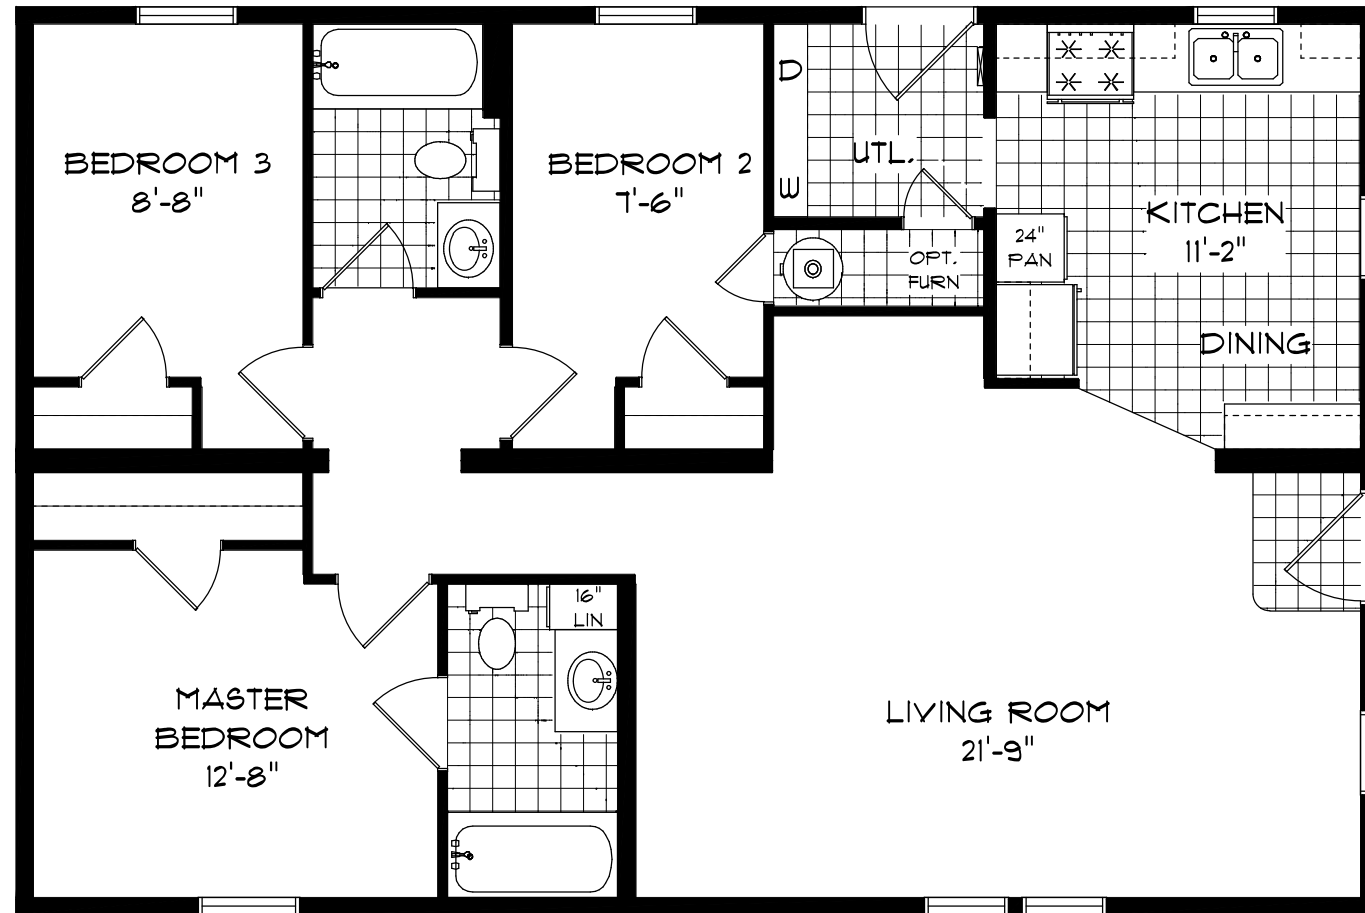 BEDROOM 3
8'-8"
BEDROOM 2
7'-6"
D
W
UTL.
OPT.
FURN
24"
PAN
KITCHEN
11'-2"
DINING
MASTER
BEDROOM
12'-8"
16"
LIN
LIVING ROOM
21'-9"